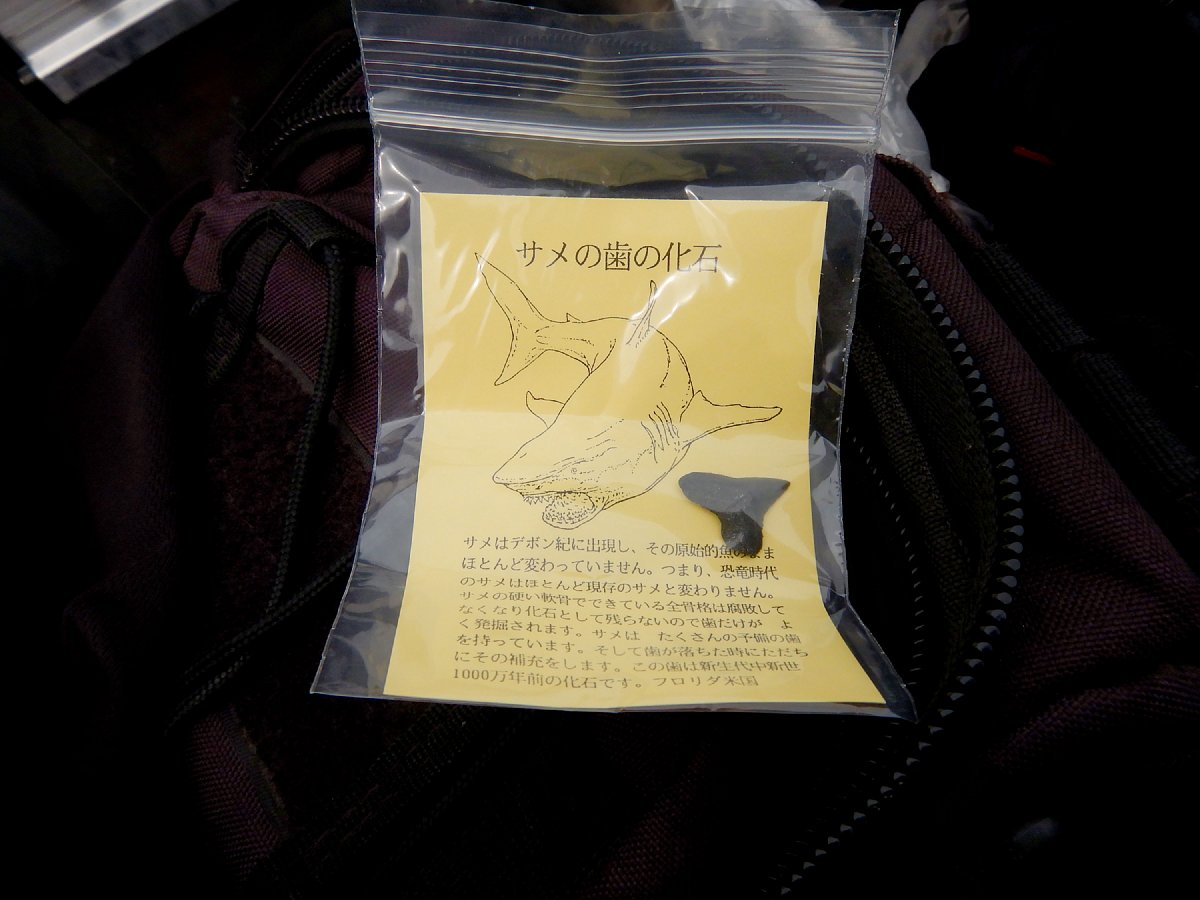 サメの歯の化石
サメはデボン紀に出現し、その原始的魚のまま
ほとんど変わっていません。つまり、恐竜時代
のサメはほとんど現存のサメと変わりません。
サメの硬い軟骨でできている全骨格は腐敗して
なくなり化石として残らないので歯だけが　よ
く発掘されます。サメは　たくさんの予備の歯
を持っています。そして歯が落ちた時にただち
にその補充をします。この歯は新生代中新世
1000万年前の化石です。フロリダ米国